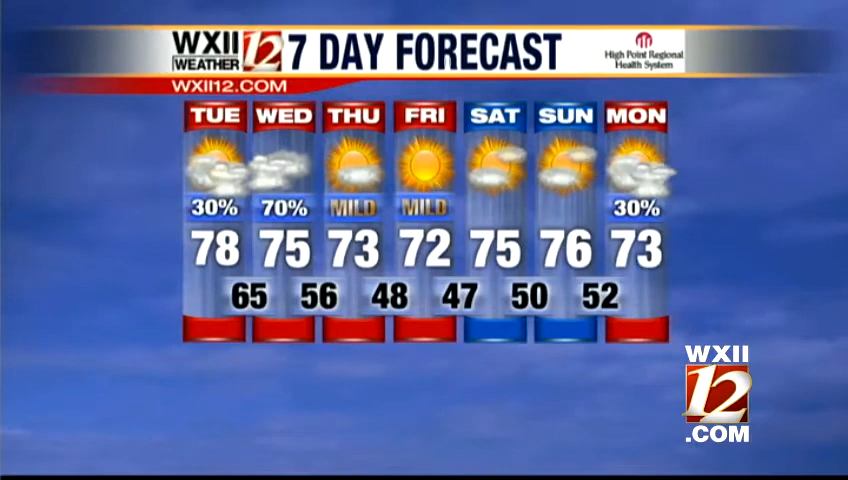 WXII 12 7 DAY FORECAST
WEATHER
High Point Regional
Health System
WXII12.COM
TUE WED THU FRI SAT SUN MON
30% 70% MILD MILD 30%
78 75 73 72 75 76 73
65 56 48 47 50 52
WXII
12
.COM